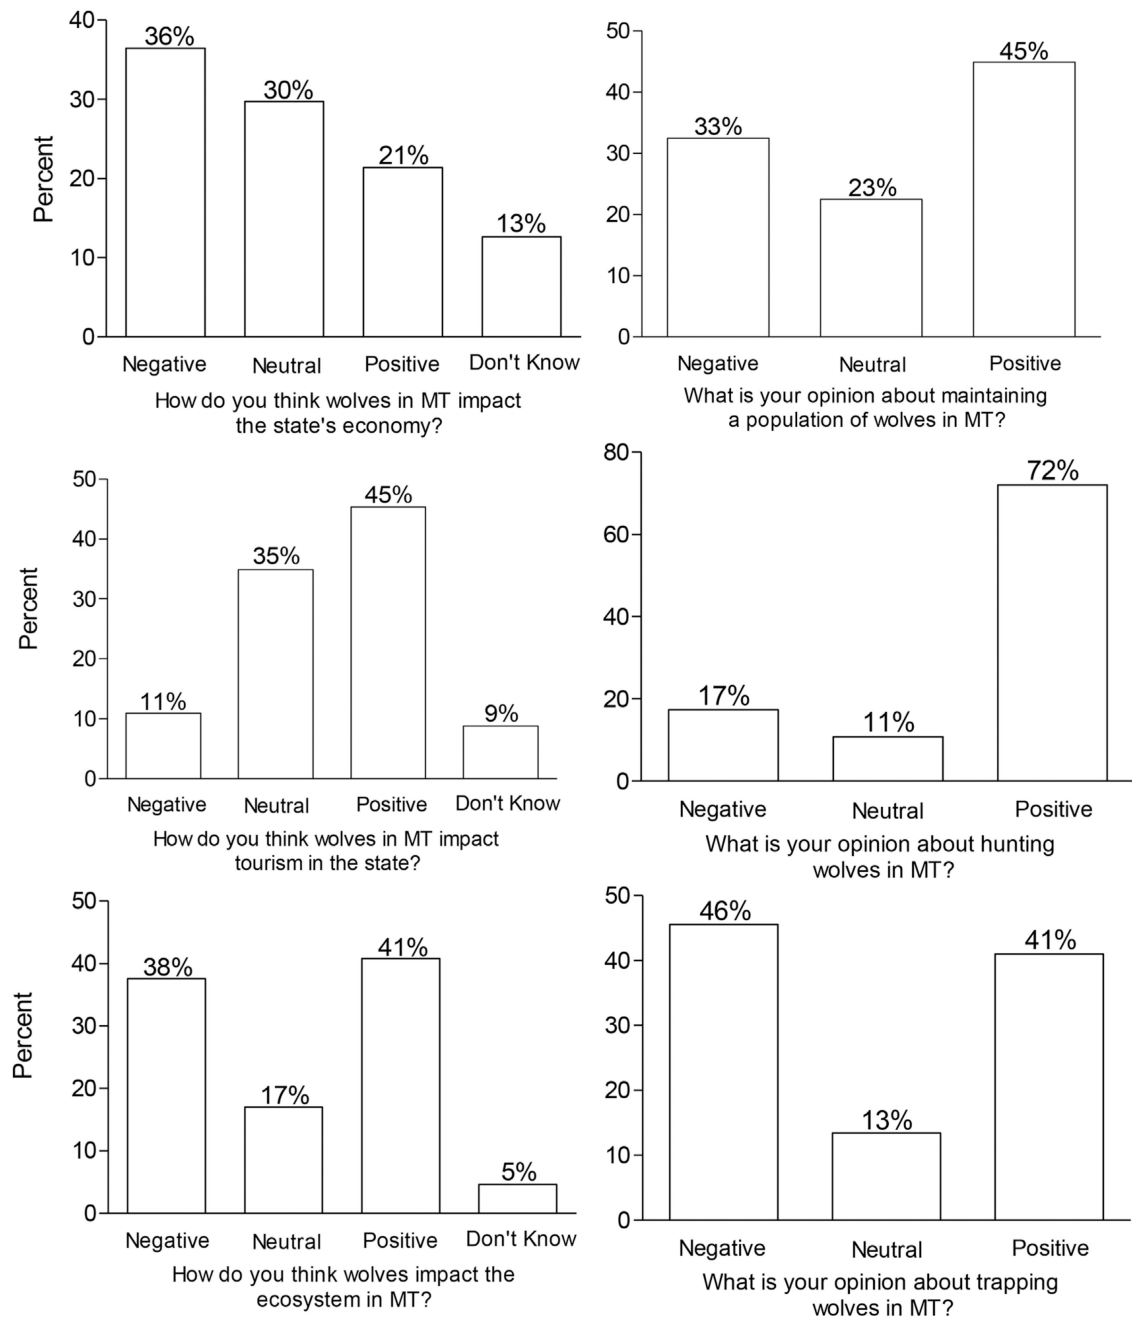 40
30
20
10
0
Percent
36%
30%
21%
13%
Negative
Neutral
Positive
Don't Know
How do you think wolves in MT impact
the state's economy?
50
40
30
20
10
0
33%
23%
45%
Negative
Neutral
Positive
What is your opinion about maintaining
a population of wolves in MT?
50
40
30
20
10
0
Percent
11%
35%
45%
9%
Negative
Neutral
Positive
Don't Know
How do you think wolves in MT impact
tourism in the state?
80
60
40
20
0
17%
11%
72%
Negative
Neutral
Positive
What is your opinion about hunting
wolves in MT?
50
40
30
20
10
0
Percent
38%
17%
41%
5%
Negative
Neutral
Positive
Don't Know
How do you think wolves impact the
ecosystem in MT?
50
40
30
20
10
0
46%
13%
41%
Negative
Neutral
Positive
What is your opinion about trapping
wolves in MT?